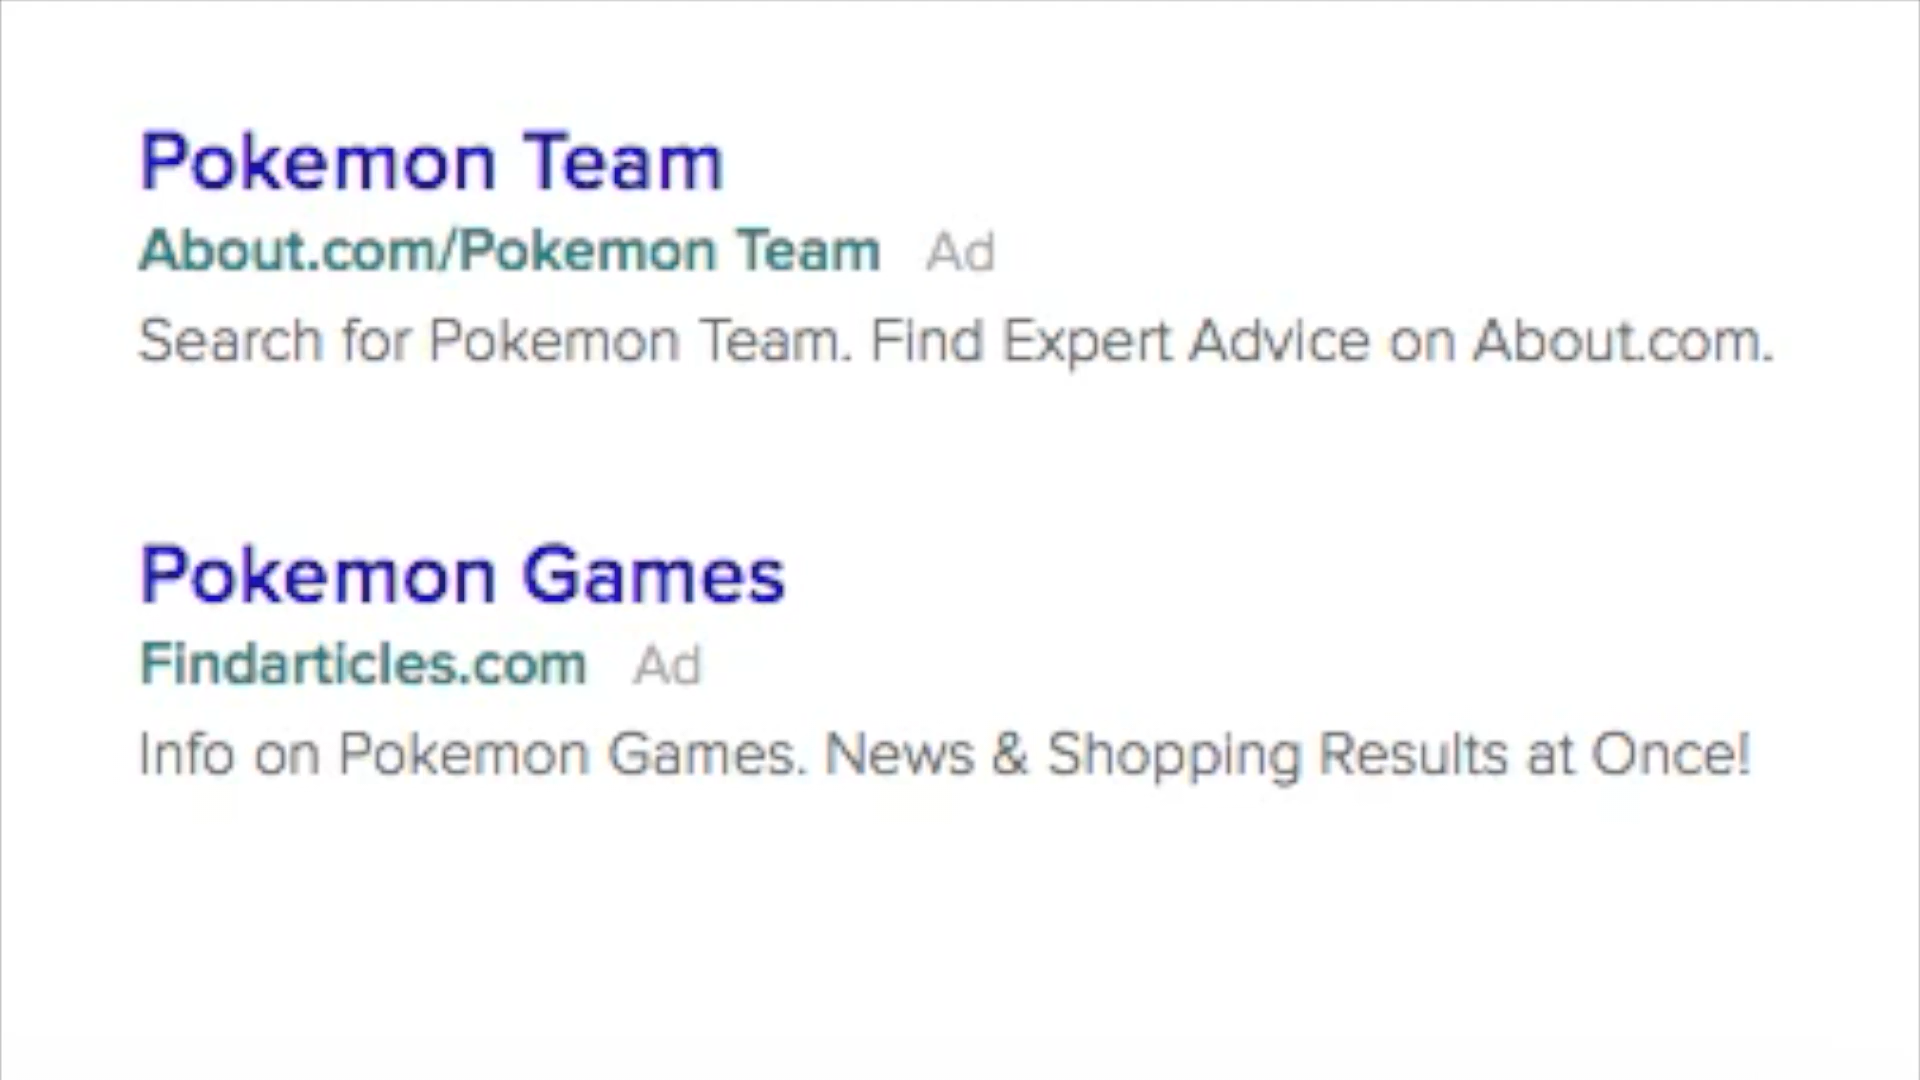 Pokemon Team
About.com/Pokemon Team Ad
Search for Pokemon Team. Find Expert Advice on About.com.
Pokemon Games
Findarticles.com Ad
Info on Pokemon Games. News & Shopping Results at Once!